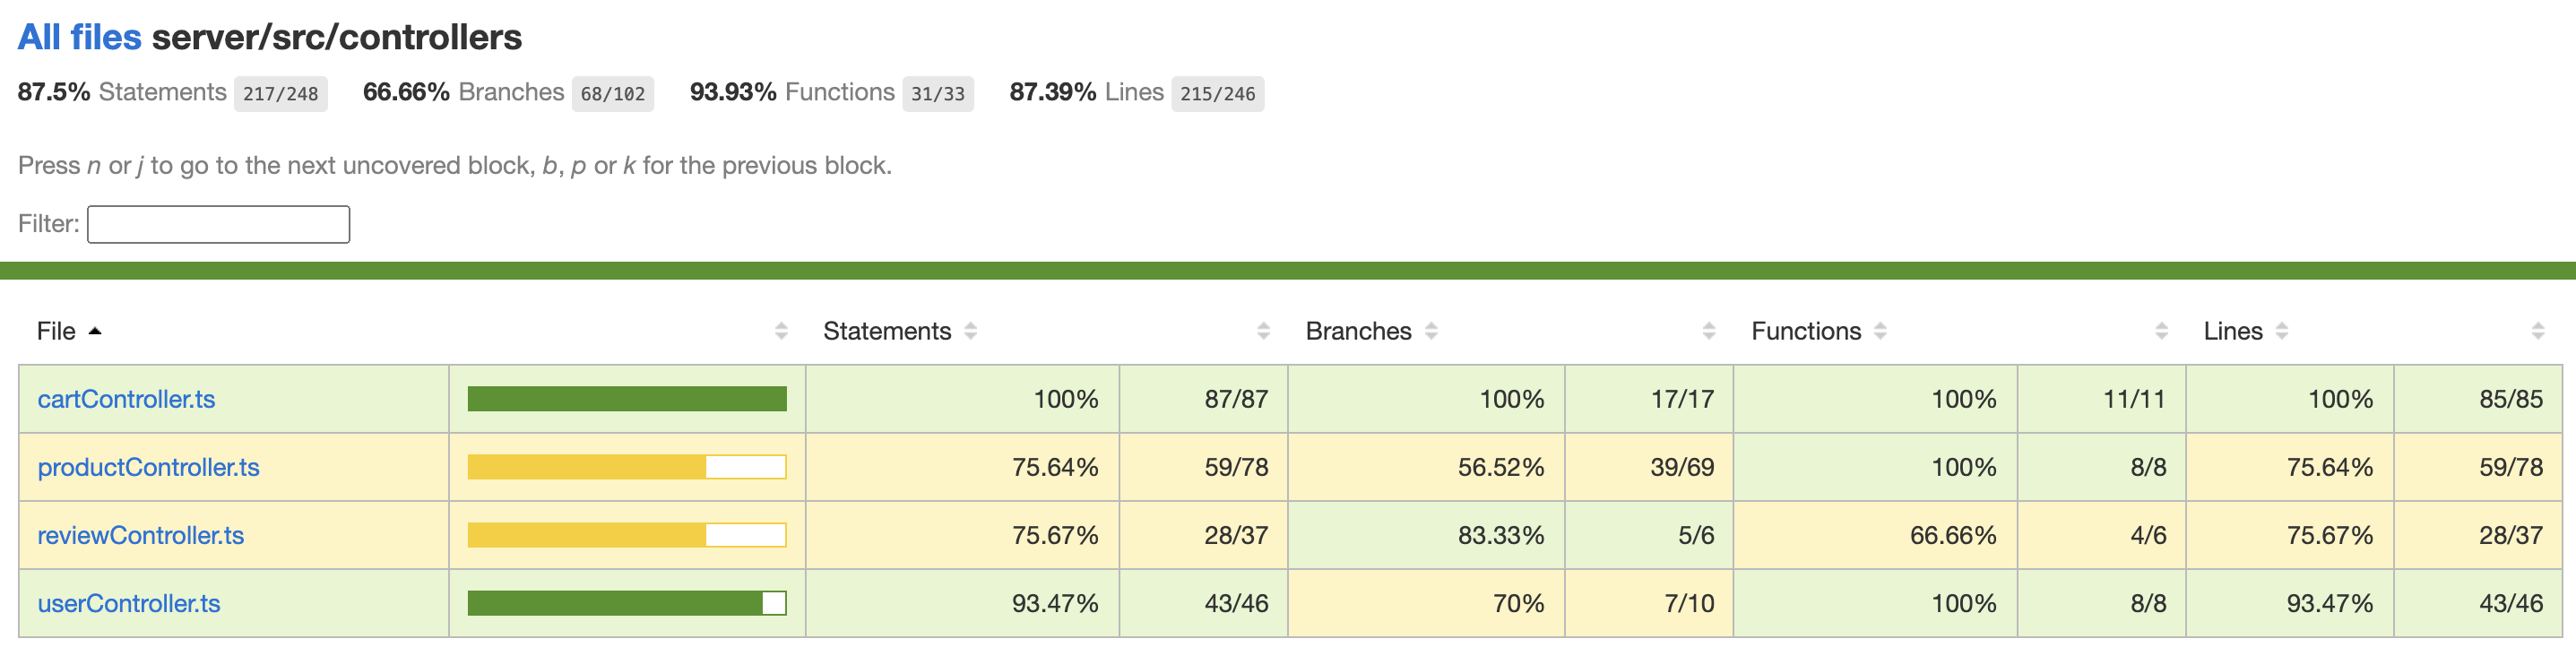 All files server/src/controllers
87.5% Statements 217/248 66.66% Branches 68/102 93.93% Functions 31/33 87.39% Lines 215/246
Press n or j to go to the next uncovered block, b, p or k for the previous block.
Filter:
File Statements Branches Functions Lines
cartController.ts 100% 87/87 100% 17/17 100% 11/11 100% 85/85
productController.ts 75.64% 59/78 56.52% 39/69 100% 8/8 75.64% 59/78
reviewController.ts 75.67% 28/37 83.33% 5/6 66.66% 4/6 75.67% 28/37
userController.ts 93.47% 43/46 70% 7/10 100% 8/8 93.47% 43/46